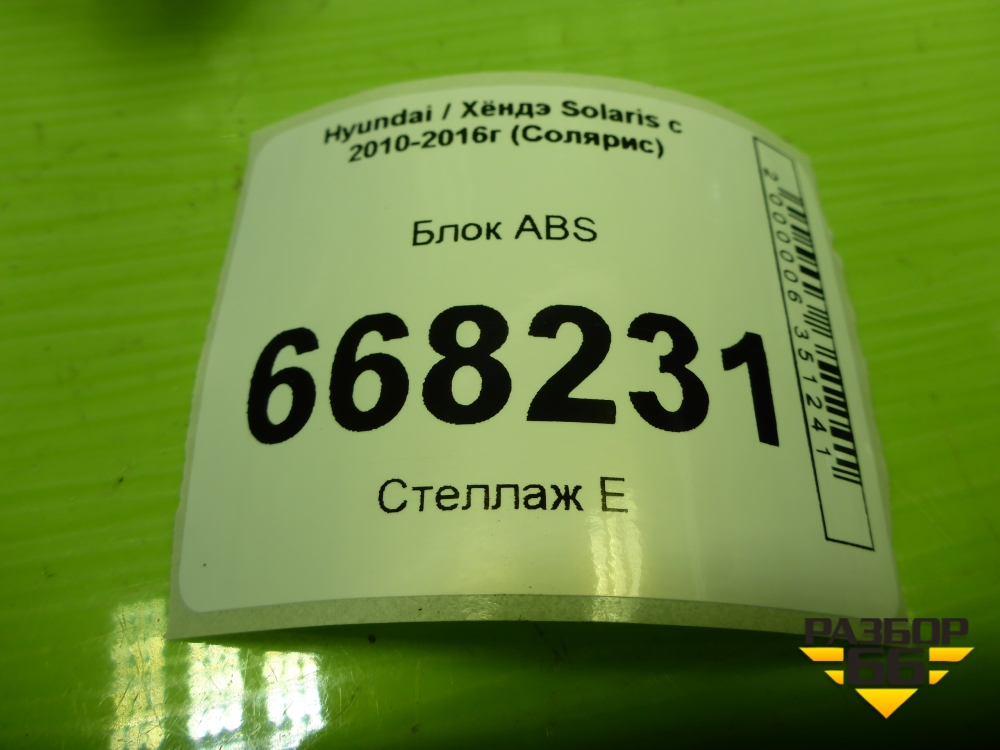 Hyundai / Хёндэ Solaris с
2010-2016г (Солярис)
Блок ABS
668231
Стеллаж Е
2000006351241
РАЗБОР
66